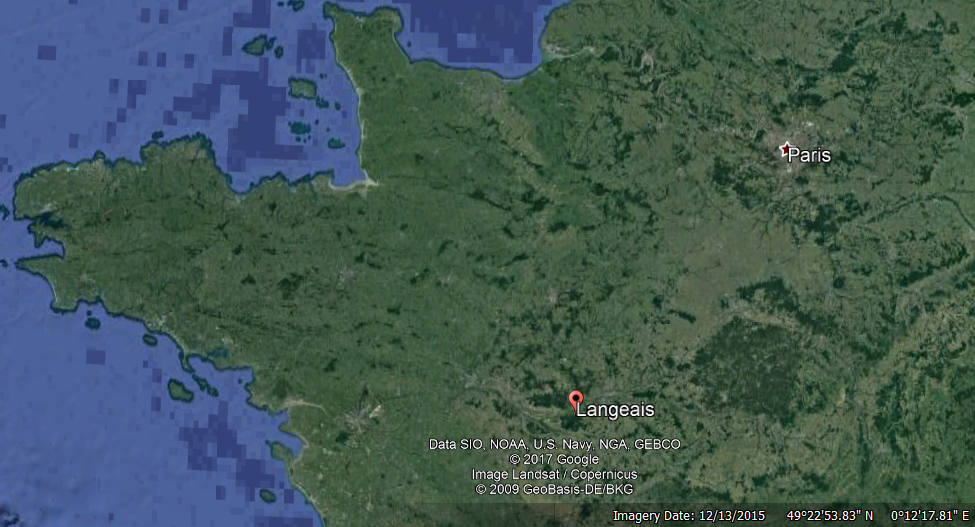 Paris
Langeais
Data SIO, NOAA, U.S. Navy, NGA, GEBCO
© 2017 Google
Image Landsat / Copernicus
© 2009 GeoBasis-DE/BKG
Imagery Date: 12/13/2015 49°22'53.83" N 0°12'17.81" E